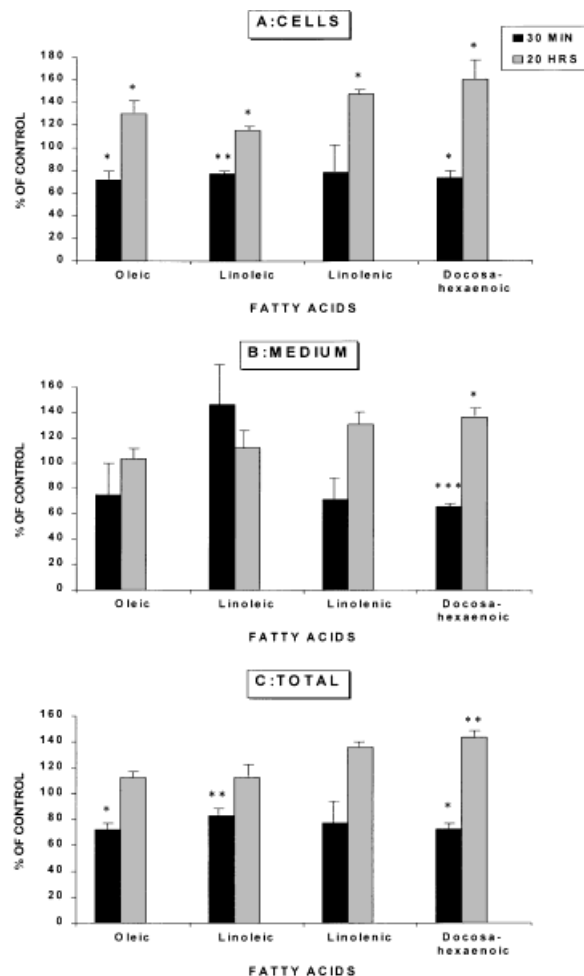 A:CELLS
30 MIN
20 HRS
% OF CONTROL
180
160
140
120
100
80
60
40
20
0
*
*
**
*
*
*
*
Oleic
Linoleic
Linolenic
Docosa-
hexaenoic
FATTY ACIDS
B:MEDIUM
% OF CONTROL
160
140
120
100
80
60
40
20
0
***
*
Oleic
Linoleic
Linolenic
Docosa-
hexaenoic
FATTY ACIDS
C:TOTAL
% OF CONTROL
160
140
120
100
80
60
40
20
0
*
**
*
**
Oleic
Linoleic
Linolenic
Docosa-
hexaenoic
FATTY ACIDS